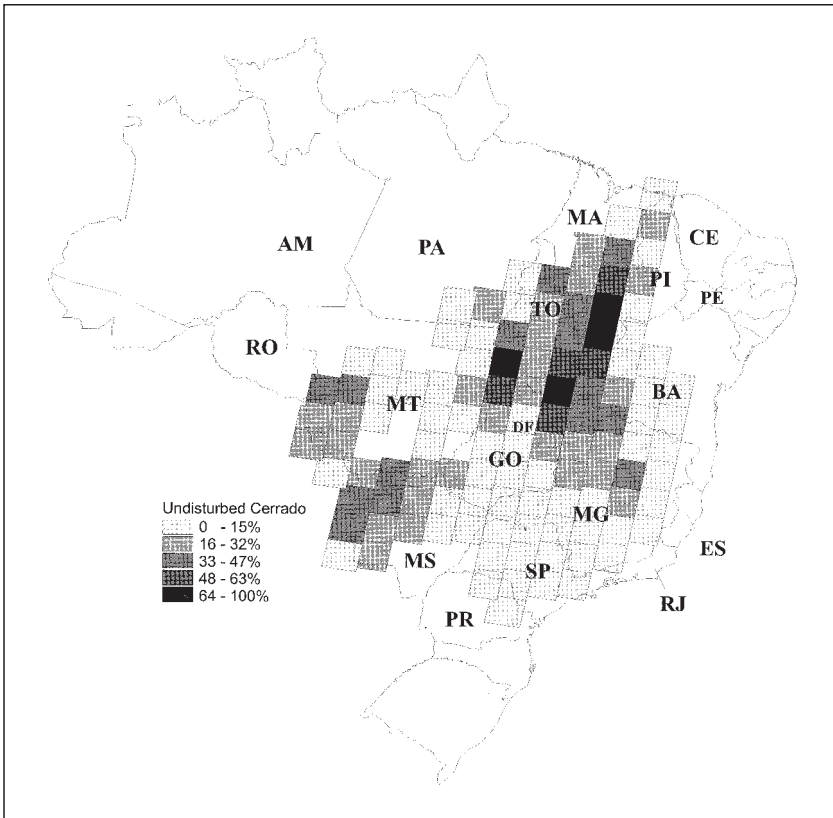 MA
CE
AM
PA
PI
TO
PE
RO
MT
BA
DF
GO
Undisturbed Cerrado
0 - 15%
16 - 32%
33 - 47%
48 - 63%
64 - 100%
MG
MS
SP
ES
RJ
PR